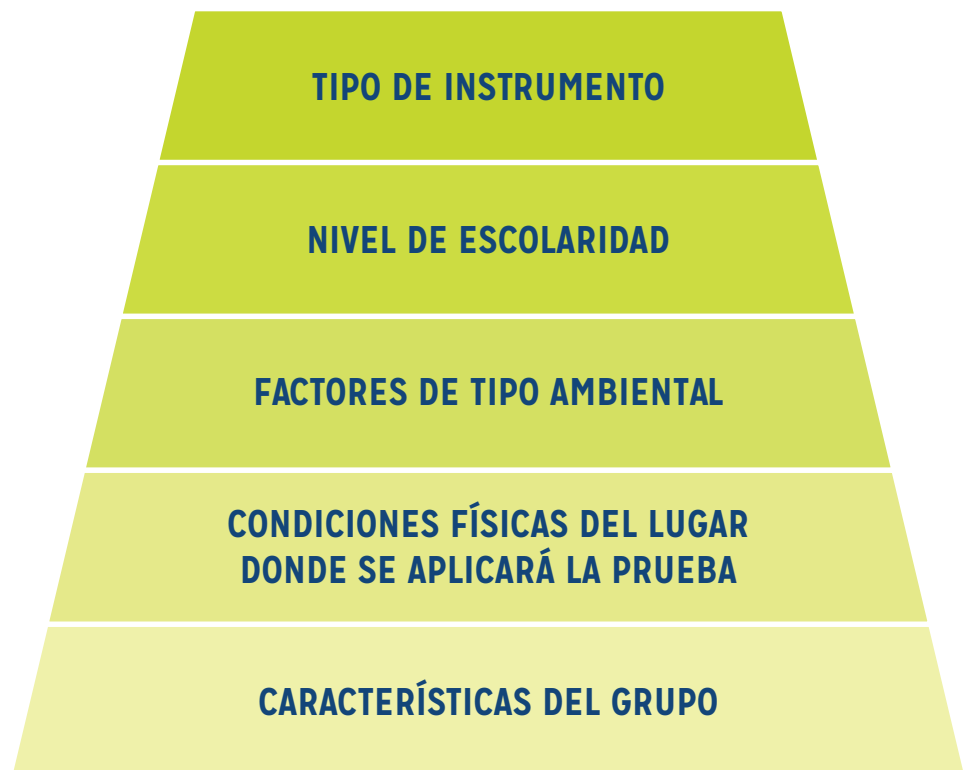 TIPO DE INSTRUMENTO
NIVEL DE ESCOLARIDAD
FACTORES DE TIPO AMBIENTAL
CONDICIONES FÍSICAS DEL LUGAR
DONDE SE APLICARÁ LA PRUEBA
CARACTERÍSTICAS DEL GRUPO